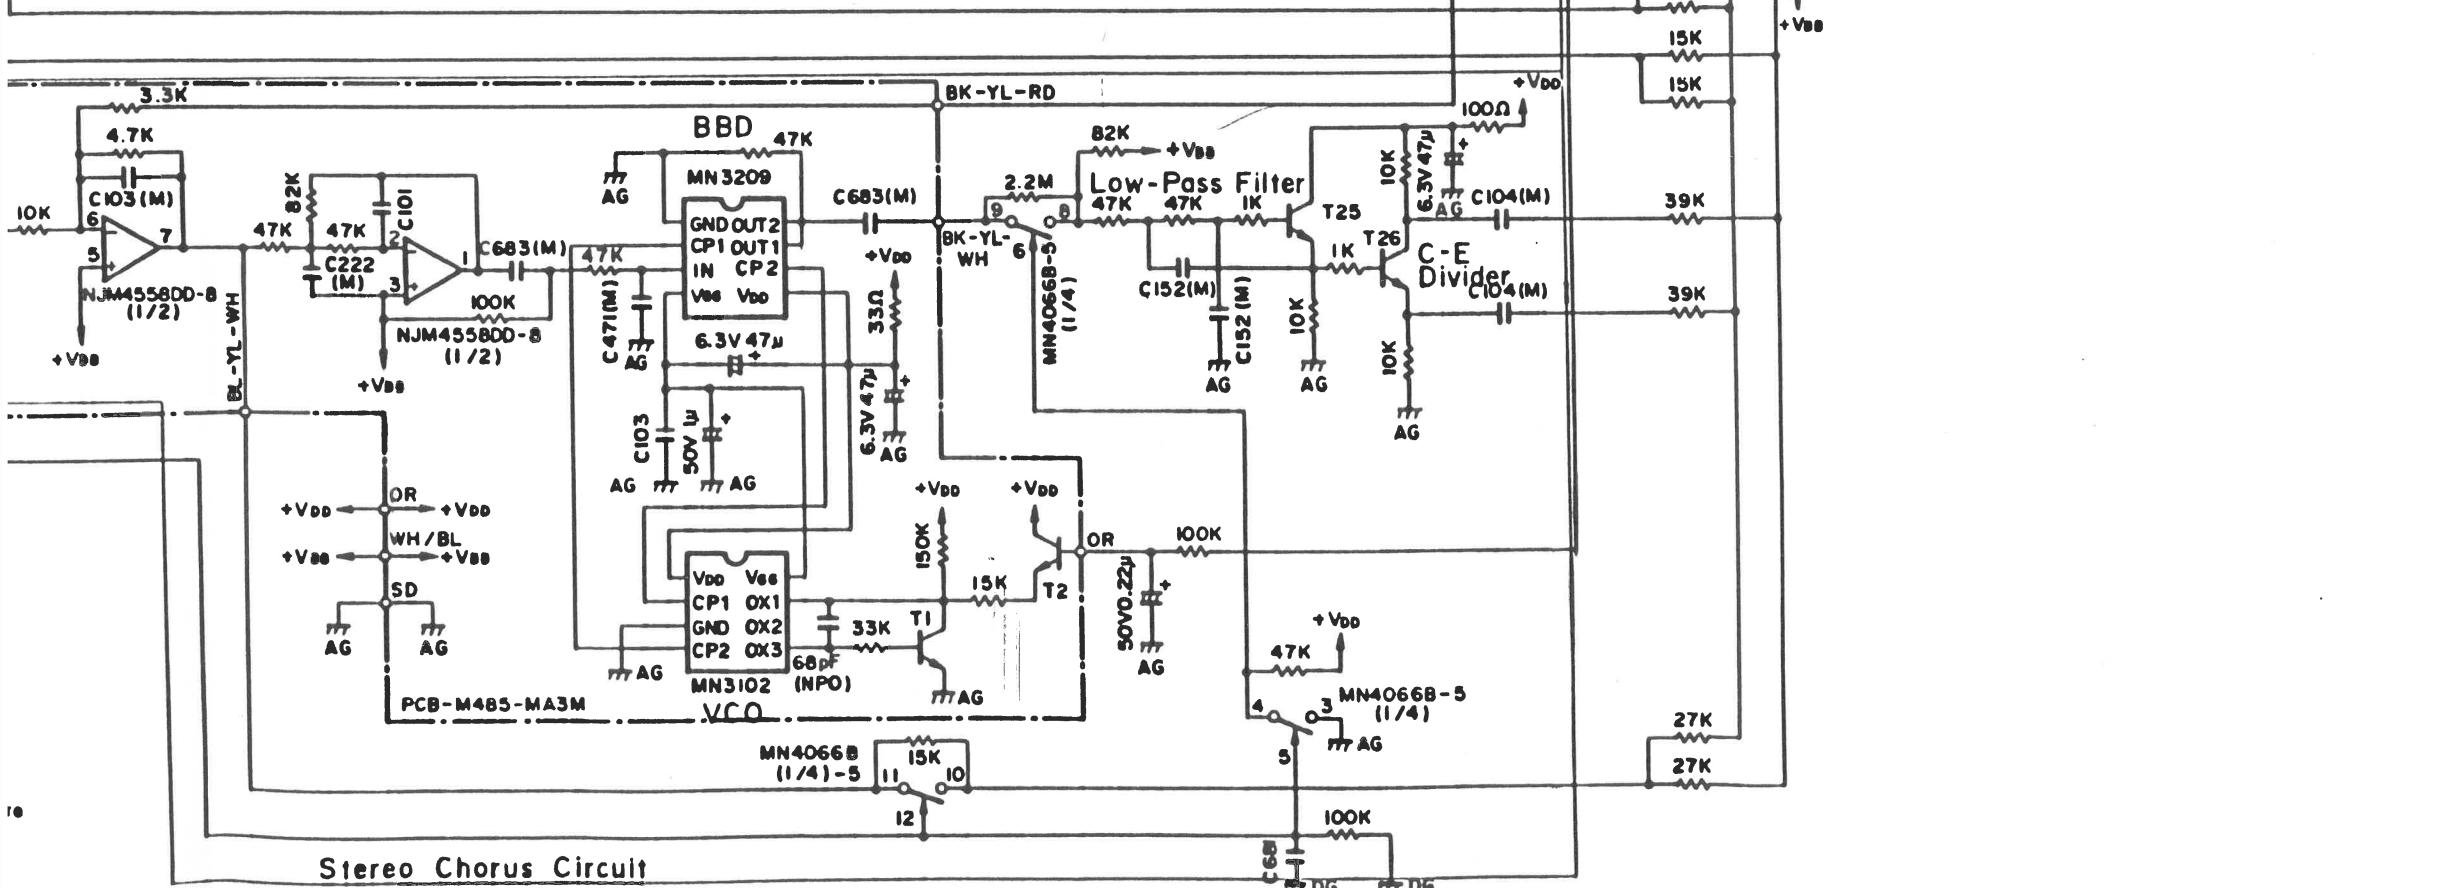 +VDD
15K
15K
+VDD
100Ω
3.3K
BK-YL-RD
4.7K
BBD
47K
82K
+VBB
10K
6.3V 47μ
+
C103(M)
MN3209
AG
2.2M
Low-Pass Filter
AG
10K
6
5
7
82K
C101
C683(M)
9
8
47K
47K
1K
T25
C104(M)
39K
47K
47K
2
GND OUT2
CP1 OUT1
IN CP2
VGG VDD
BK-YL-
WH
6
T26
1K
C-E
Divider
C222
(M)
3
1
C683(M)
47K
+VDD
C152(M)
C104(M)
39K
NJM4558DD-8
(1/2)
100K
C471(M)
33Ω
MN4066B-5
(1/4)
C152(M)
10K
BL-YL-WH
NJM4558DD-8
(1/2)
AG
6.3V 47μ
+
10K
+VBB
+VBB
6.3V 47μ
+
AG
AG
C103
50V 1μ
+
AG
AG
AG
AG
OR
+VDD
+VDD
+VDD
+VDD
WH/BL
+VBB
+VBB
150K
OR
100K
SD
VDD VGG
CP1 OX1
GND OX2
CP2 OX3
15K
T2
50V0.22μ
+
AG
AG
T1
33K
+VDD
AG
68pF
(NPO)
AG
47K
MN3102
AG
PCB-M485-MA3M
VCO
4
3
MN4066B-5
(1/4)
AG
27K
MN4066B
(1/4)-5
15K
11
10
5
27K
12
100K
Stereo Chorus Circuit
C681
DG
DG